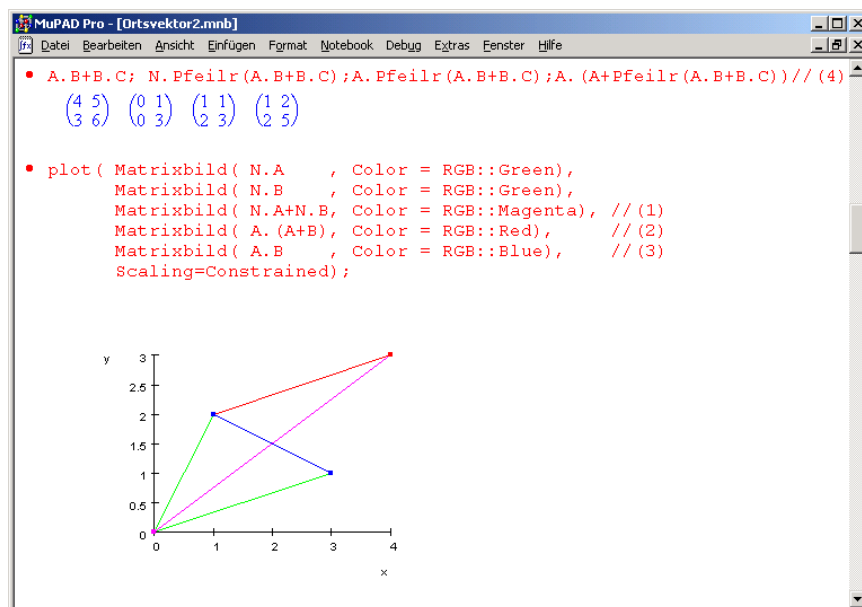 MuPAD Pro - [Ortsvektor2.mnb]
Datei Bearbeiten Ansicht Einfügen Format Notebook Debug Extras Fenster Hilfe
A.B+B.C; N.Pfeilr(A.B+B.C);A.Pfeilr(A.B+B.C);A.(A+Pfeilr(A.B+B.C))//(4)
(4 5) (0 1) (1 1) (1 2)
(3 6) (0 3) (2 3) (2 5)
plot( Matrixbild( N.A , Color = RGB::Green),
Matrixbild( N.B , Color = RGB::Green),
Matrixbild( N.A+N.B, Color = RGB::Magenta), //(1)
Matrixbild( A.(A+B), Color = RGB::Red), //(2)
Matrixbild( A.B , Color = RGB::Blue), //(3)
Scaling=Constrained);
y
3
2.5
2
1.5
1
0.5
0
0 1 2 3 4
x